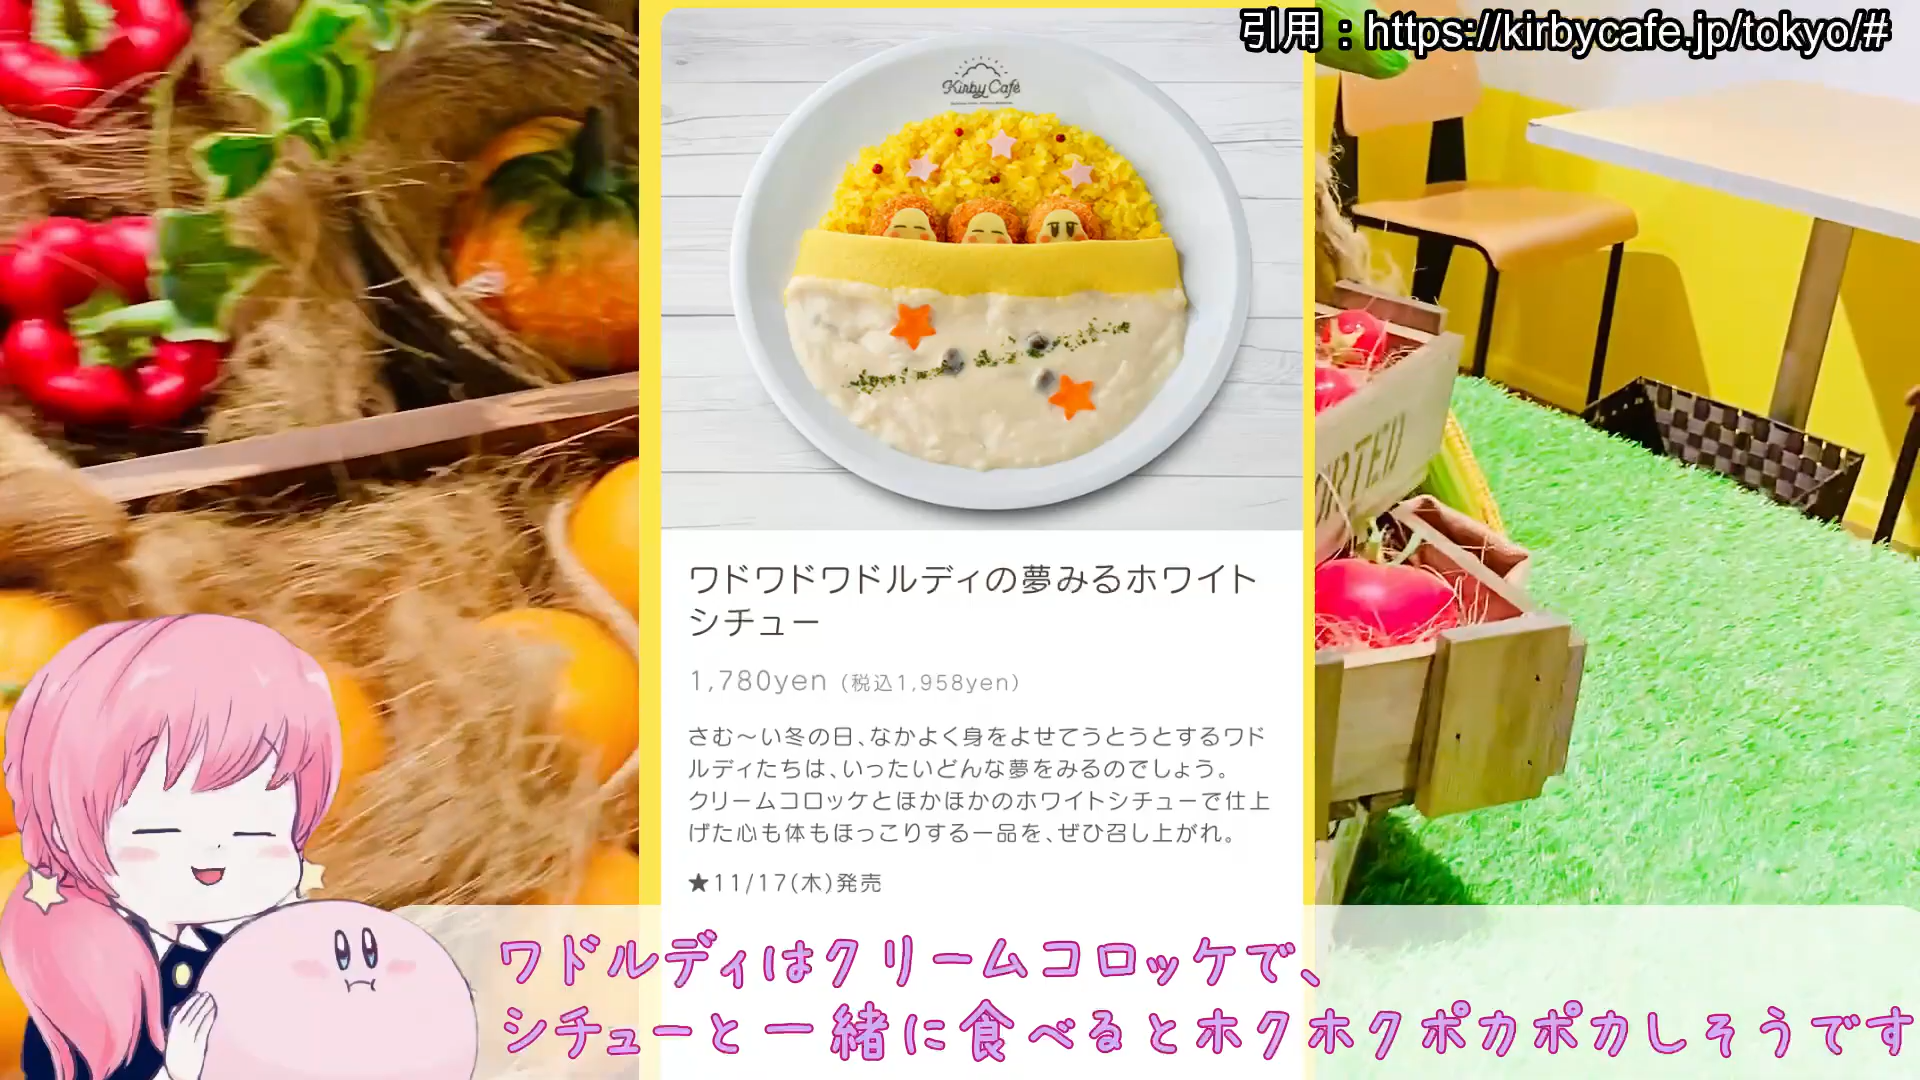 引用：https://kirbycafe.jp/tokyo/#
Kirby Café
ワドワドワドルディの夢みるホワイト
シチュー
1,780yen (税込1,958yen)
さむ～い冬の日、なかよく身をよせてうとうとするワド
ルディたちは、いったいどんな夢をみるのでしょう。
クリームコロッケとほかほかのホワイトシチューで仕上
げた心も体もほっこりする一品を、ぜひ召し上がれ。
★11/17(木)発売
ワドルディはクリームコロッケで、
シチューと一緒に食べるとホクホクポカポカしそうです